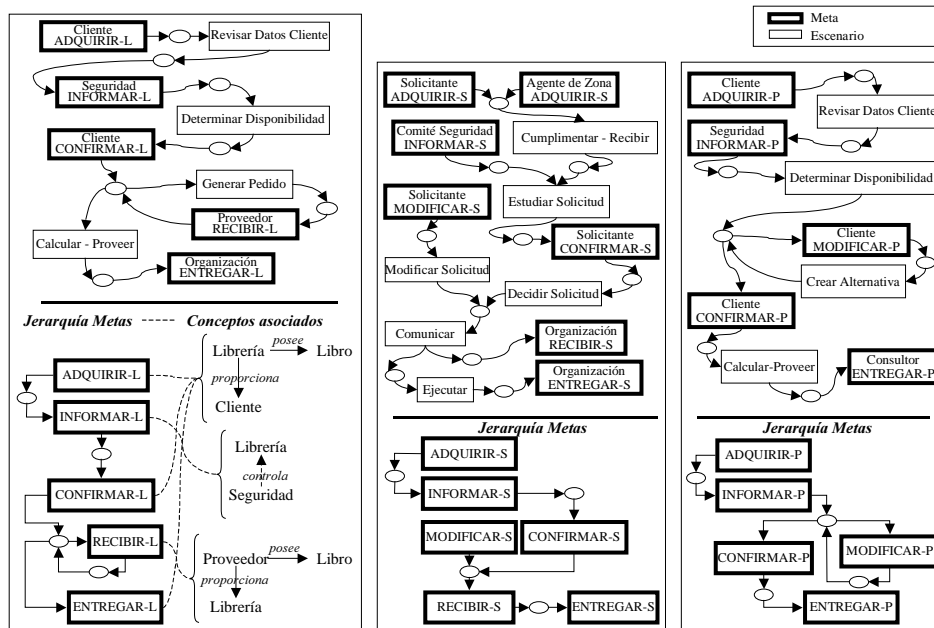 Meta
Escenario
Cliente
ADQUIRIR-L
Revisar Datos Cliente
Seguridad
INFORMAR-L
Determinar Disponibilidad
Cliente
CONFIRMAR-L
Generar Pedido
Proveedor
RECIBIR-L
Calcular - Proveer
Organización
ENTREGAR-L
Jerarquía Metas ----- Conceptos asociados
posee
Librería
Libro
ADQUIRIR-L
proporciona
Cliente
INFORMAR-L
Librería
controla
Seguridad
CONFIRMAR-L
RECIBIR-L
Proveedor
posee
Libro
proporciona
Librería
ENTREGAR-L
Solicitante
ADQUIRIR-S
Agente de Zona
ADQUIRIR-S
Comité Seguridad
INFORMAR-S
Cumplimentar - Recibir
Solicitante
MODIFICAR-S
Estudiar Solicitud
Solicitante
CONFIRMAR-S
Modificar Solicitud
Decidir Solicitud
Comunicar
Organización
RECIBIR-S
Ejecutar
Organización
ENTREGAR-S
Jerarquía Metas
ADQUIRIR-S
INFORMAR-S
MODIFICAR-S
CONFIRMAR-S
RECIBIR-S
ENTREGAR-S
Cliente
ADQUIRIR-P
Revisar Datos Cliente
Seguridad
INFORMAR-P
Determinar Disponibilidad
Cliente
MODIFICAR-P
Crear Alternativa
Cliente
CONFIRMAR-P
Calcular-Proveer
Consultor
ENTREGAR-P
Jerarquía Metas
ADQUIRIR-P
INFORMAR-P
CONFIRMAR-P
MODIFICAR-P
ENTREGAR-P